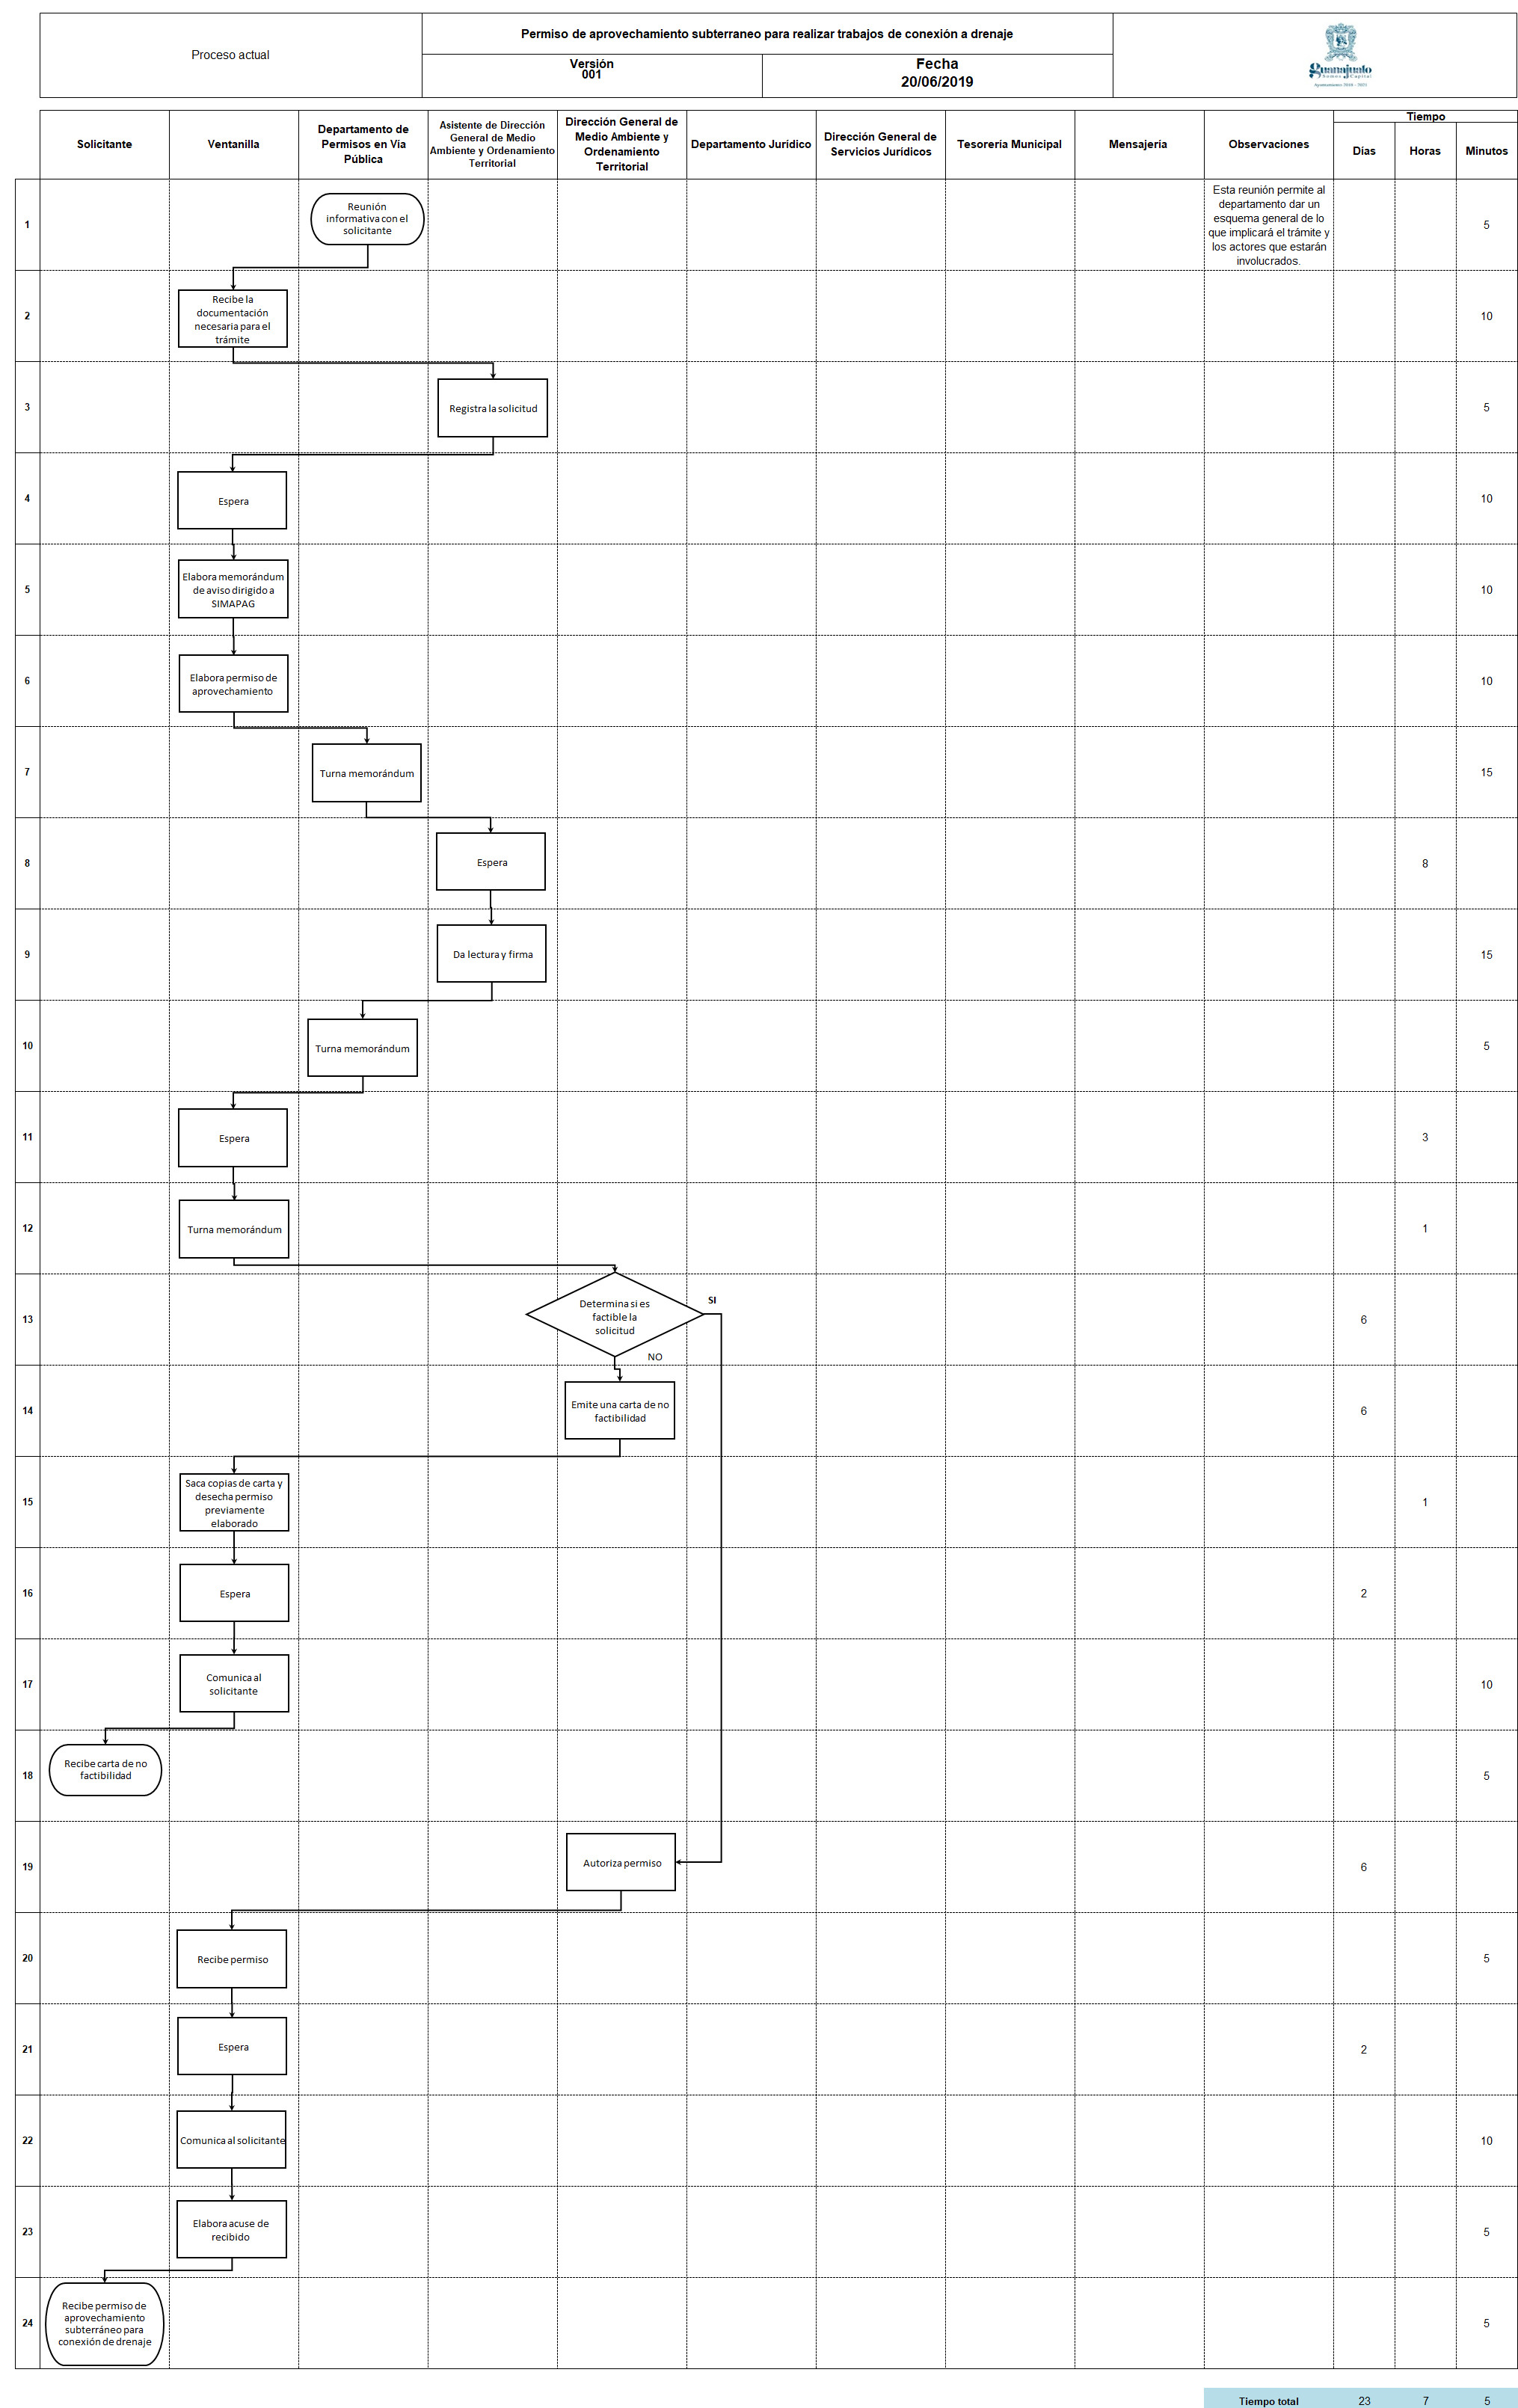 Proceso actual
Permiso de aprovechamiento subterraneo para realizar trabajos de conexión a drenaje
Versión
001
Fecha
20/06/2019
guanajuato
Somos Capital
Ayuntamiento 2018 - 2021
Solicitante
Ventanilla
Departamento de
Permisos en Vía
Pública
Asistente de Dirección
General de Medio
Ambiente y Ordenamiento
Territorial
Dirección General de
Medio Ambiente y
Ordenamiento
Territorial
Departamento Jurídico
Dirección General de
Servicios Jurídicos
Tesorería Municipal
Mensajería
Observaciones
Tiempo
Días
Horas
Minutos
1
Reunión
informativa con el
solicitante
Esta reunión permite al
departamento dar un
esquema general de lo
que implicará el trámite y
los actores que estarán
involucrados.
5
2
Recibe la
documentación
necesaria para el
trámite
10
3
Registra la solicitud
5
4
Espera
10
5
Elabora memorándum
de aviso dirigido a
SIMAPAG
10
6
Elabora permiso de
aprovechamiento
10
7
Turna memorándum
15
8
Espera
8
9
Da lectura y firma
15
10
Turna memorándum
5
11
Espera
3
12
Turna memorándum
1
13
Determina si es
factible la
solicitud
SI
NO
6
14
Emite una carta de no
factibilidad
6
15
Saca copias de carta y
desecha permiso
previamente
elaborado
1
16
Espera
2
17
Comunica al
solicitante
10
18
Recibe carta de no
factibilidad
5
19
Autoriza permiso
6
20
Recibe permiso
5
21
Espera
2
22
Comunica al solicitante
10
23
Elabora acuse de
recibido
5
24
Recibe permiso de
aprovechamiento
subterráneo para
conexión de drenaje
5
Tiempo total
23
7
5